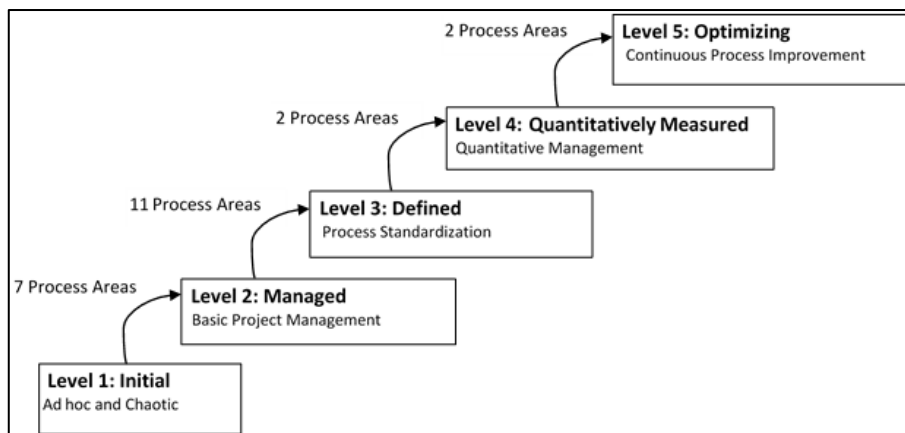 2 Process Areas
Level 5: Optimizing
Continuous Process Improvement
2 Process Areas
Level 4: Quantitatively Measured
Quantitative Management
11 Process Areas
Level 3: Defined
Process Standardization
7 Process Areas
Level 2: Managed
Basic Project Management
Level 1: Initial
Ad hoc and Chaotic